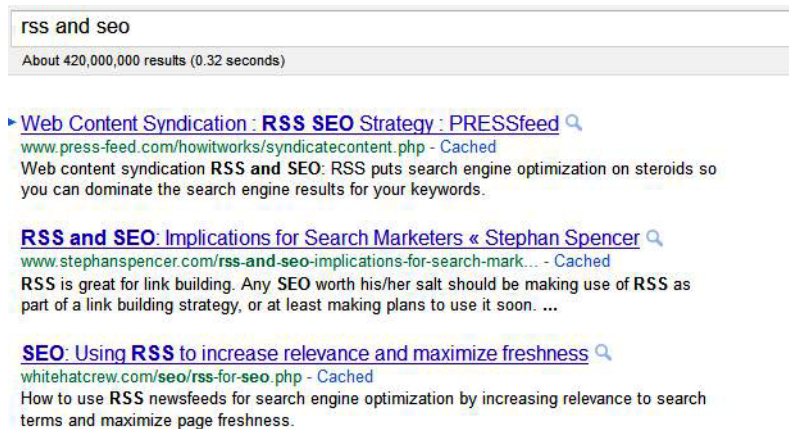 rss and seo
About 420,000,000 results (0.32 seconds)
Web Content Syndication : RSS SEO Strategy : PRESSfeed
www.press-feed.com/howitworks/syndicatecontent.php - Cached
Web content syndication RSS and SEO: RSS puts search engine optimization on steroids so
you can dominate the search engine results for your keywords.
RSS and SEO: Implications for Search Marketers « Stephan Spencer
www.stephanspencer.com/rss-and-seo-implications-for-search-mark... - Cached
RSS is great for link building. Any SEO worth his/her salt should be making use of RSS as
part of a link building strategy, or at least making plans to use it soon. ...
SEO: Using RSS to increase relevance and maximize freshness
whitehatcrew.com/seo/rss-for-seo.php - Cached
How to use RSS newsfeeds for search engine optimization by increasing relevance to search
terms and maximize page freshness.